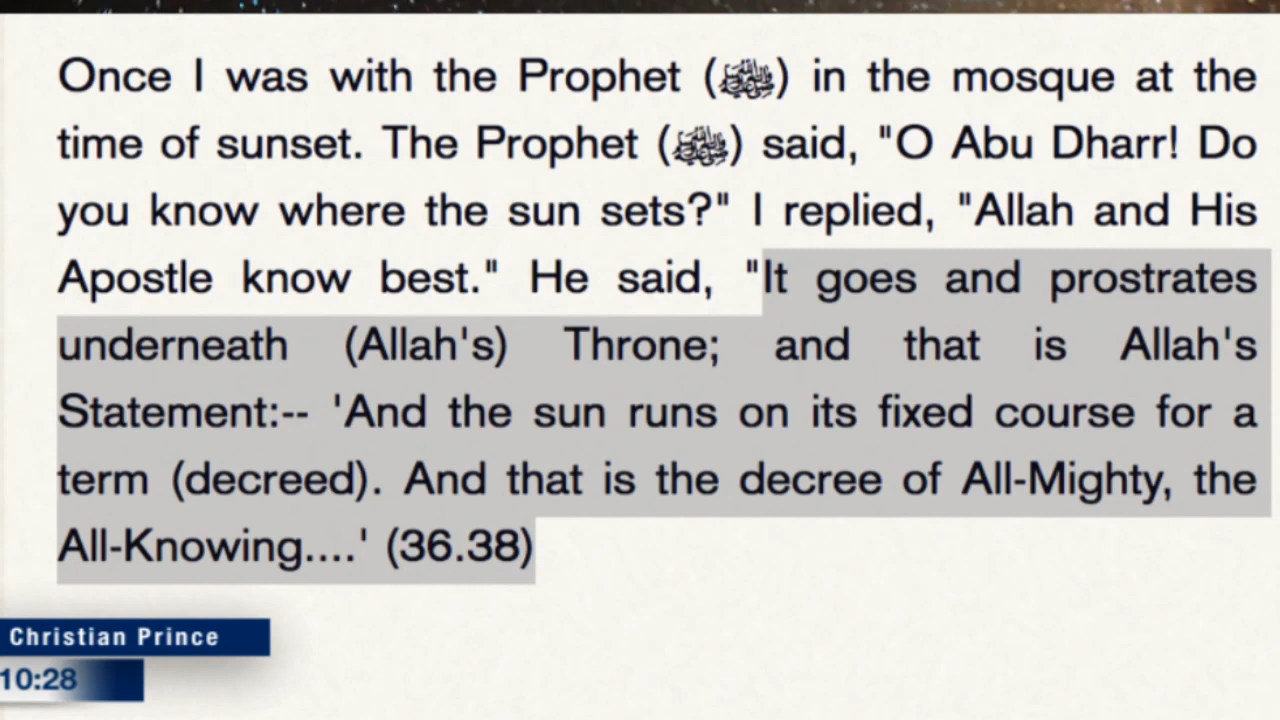 Once I was with the Prophet (ﷺ) in the mosque at the
time of sunset. The Prophet (ﷺ) said, "O Abu Dharr! Do
you know where the sun sets?" I replied, "Allah and His
Apostle know best." He said, "It goes and prostrates
underneath (Allah's) Throne; and that is Allah's
Statement:-- 'And the sun runs on its fixed course for a
term (decreed). And that is the decree of All-Mighty, the
All-Knowing....' (36.38)
Christian Prince
10:28